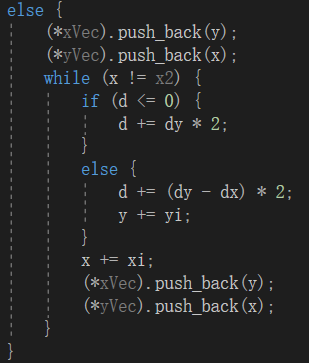 else {
(*xVec).push_back(y);
(*yVec).push_back(x);
while (x != x2) {
if (d <= 0) {
d += dy * 2;
}
else {
d += (dy - dx) * 2;
y += yi;
}
x += xi;
(*xVec).push_back(y);
(*yVec).push_back(x);
}
}